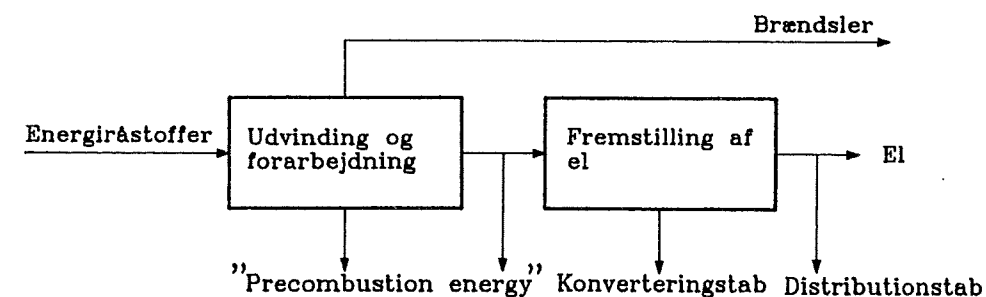 Brændsler
Energiråstoffer
Udvinding og
forarbejdning
Fremstilling af
el
El
"Precombustion energy"
Konverteringstab
Distributionstab